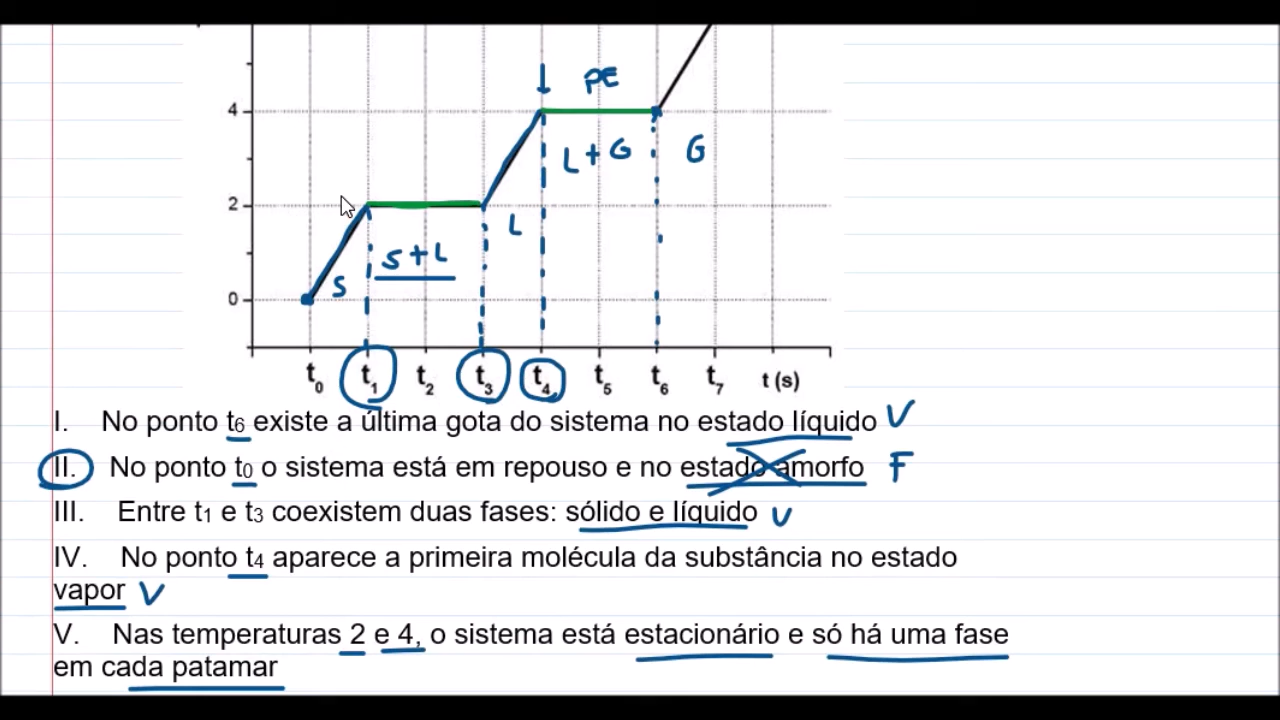 PE
4
L + G
G
2
L
S + L
S
0
t0 t1 t2 t3 t4 t5 t6 t7 t (s)
I. No ponto t6 existe a última gota do sistema no estado líquido V
II. No ponto t0 o sistema está em repouso e no estado amorfo F
III. Entre t1 e t3 coexistem duas fases: sólido e líquido V
IV. No ponto t4 aparece a primeira molécula da substância no estado
vapor V
V. Nas temperaturas 2 e 4, o sistema está estacionário e só há uma fase
em cada patamar